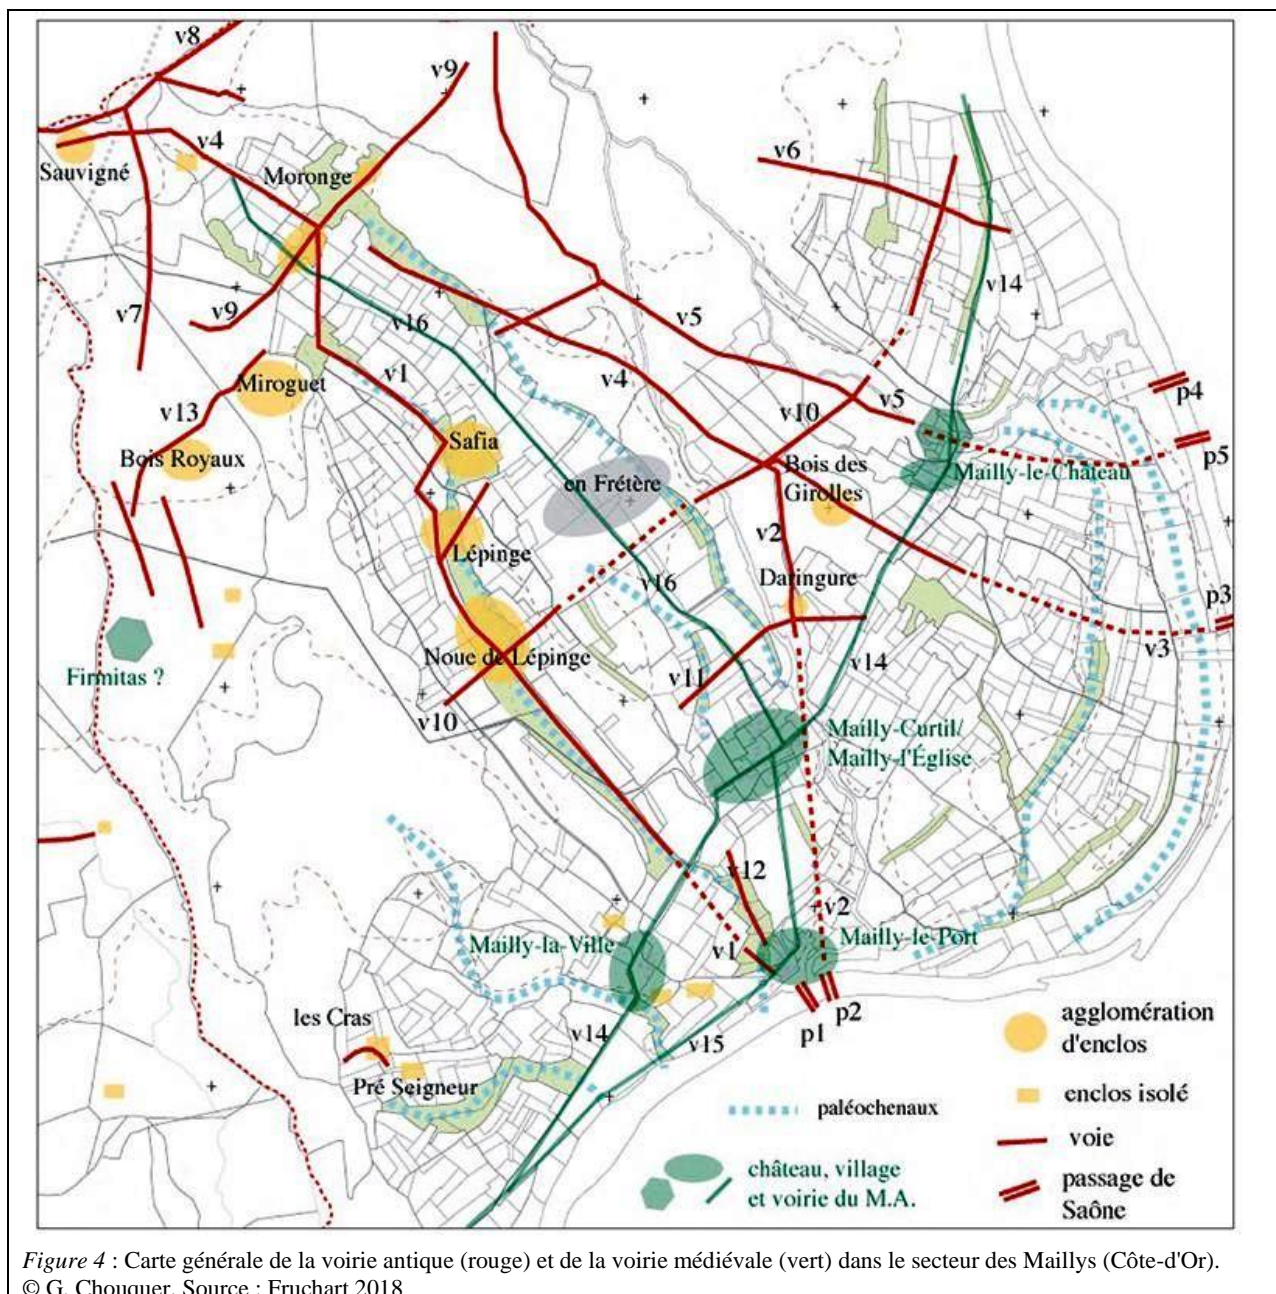 v8
v9
v4
Sauvigné
Moronge
v6
v14
v7
v9
v16
v5
v1
v4
p4
Miroguet
v13
v10
v5
Safia
p5
Bois Royaux
en Frétère
Bois des
Girolles
Mailly-le-Château
v2
Lépinge
v16
Daringure
p3
Firmitas ?
Noue de Lépinge
v14
v3
v11
v10
Mailly-Curtil/
Mailly-l'Église
v12
v2
Mailly-la-Ville
v1
Mailly-le-Port
les Cras
p2
p1
v14
v15
Pré Seigneur
agglomération
d'enclos
enclos isolé
paléochenaux
voie
château, village
et voirie du M.A.
passage de
Saône
Figure 4 : Carte générale de la voirie antique (rouge) et de la voirie médiévale (vert) dans le secteur des Maillys (Côte-d'Or).
© G. Chouquer. Source : Fruchart 2018